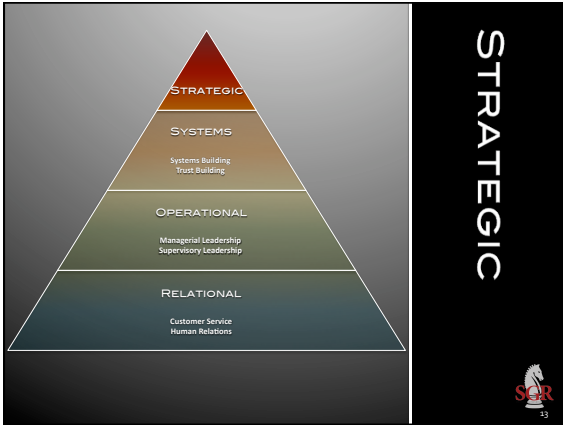 STRATEGIC
SYSTEMS
Systems Building
Trust Building
OPERATIONAL
Managerial Leadership
Supervisory Leadership
RELATIONAL
Customer Service
Human Relations
STRATEGIC
SGR
13